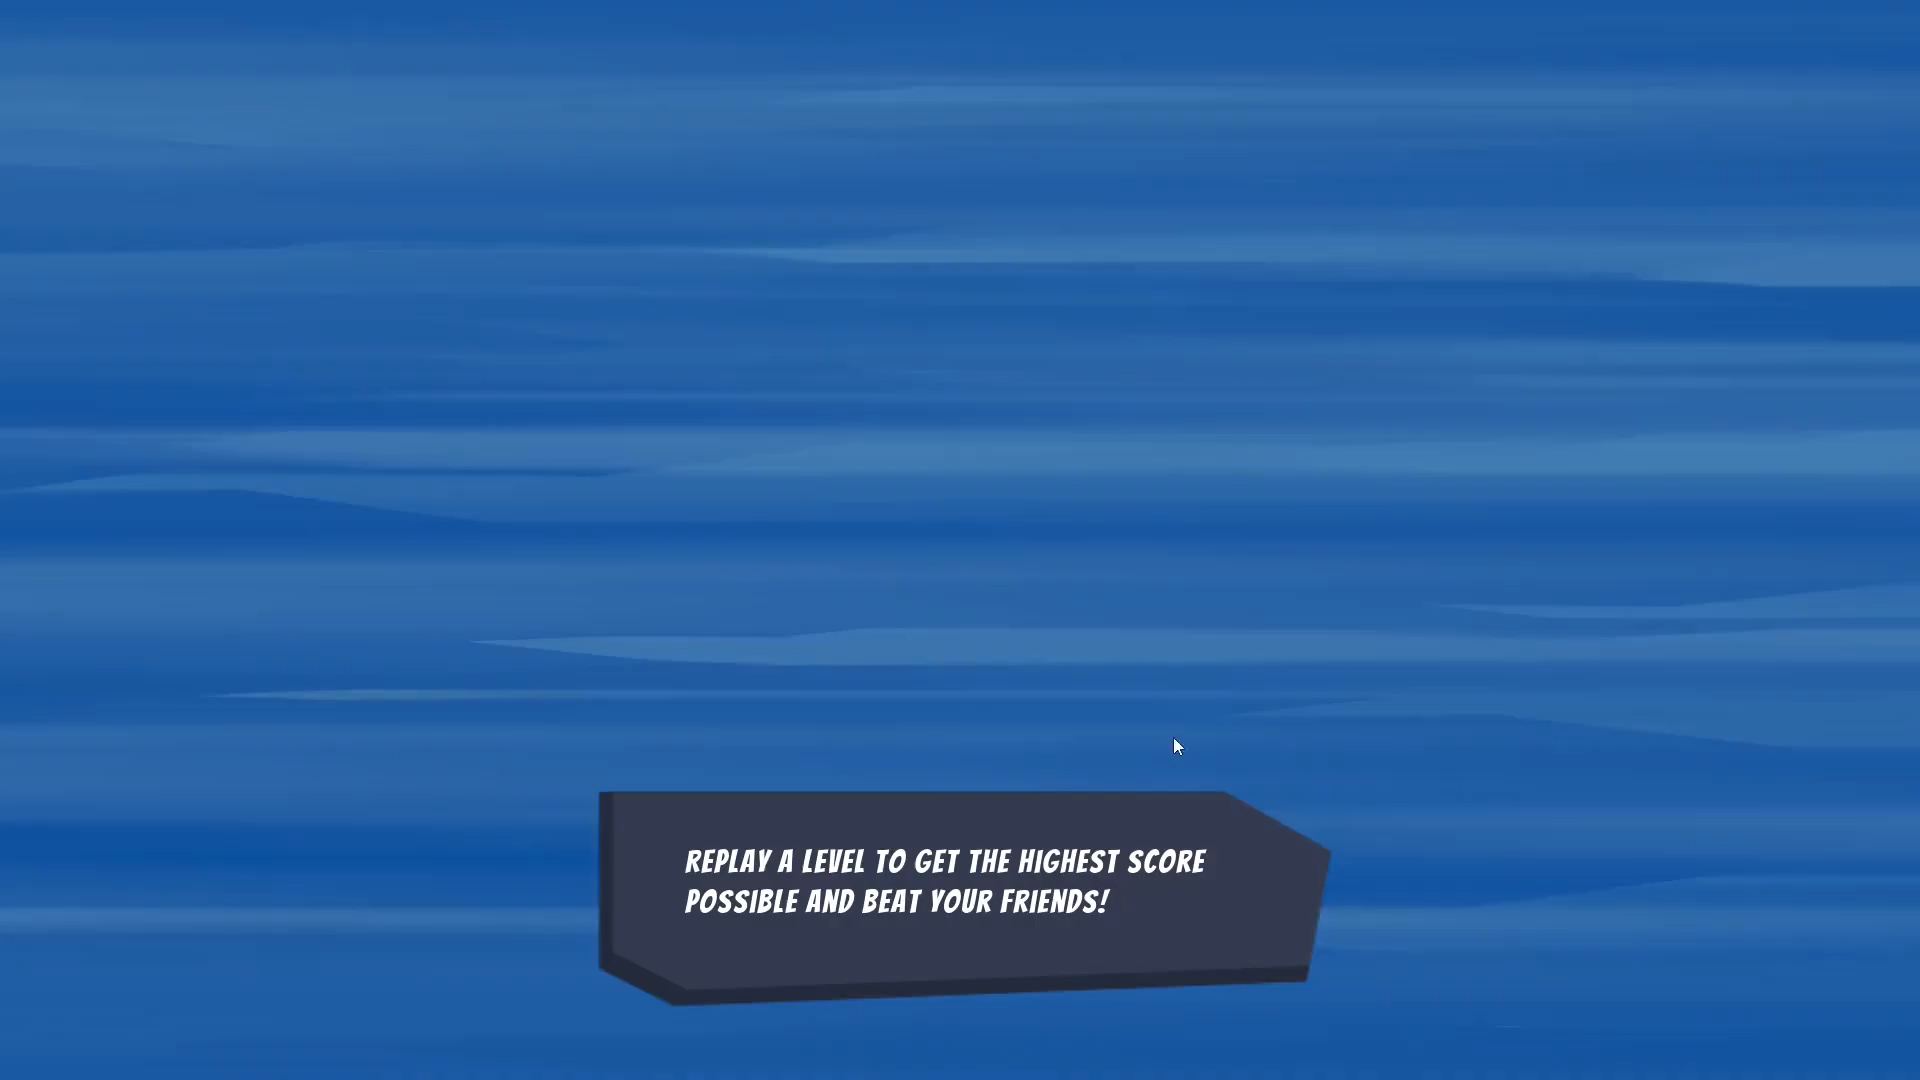 REPLAY A LEVEL TO GET THE HIGHEST SCORE
POSSIBLE AND BEAT YOUR FRIENDS!